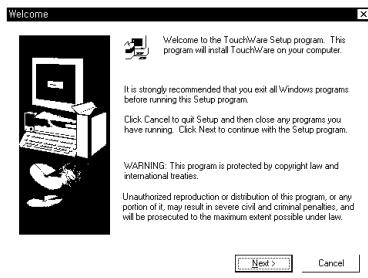 Welcome
Welcome to the TouchWare Setup program. This
program will install TouchWare on your computer.
It is strongly recommended that you exit all Windows programs
before running this Setup program.
Click Cancel to quit Setup and then close any programs you
have running. Click Next to continue with the Setup program.
WARNING: This program is protected by copyright law and
international treaties.
Unauthorized reproduction or distribution of this program, or any
portion of it, may result in severe civil and criminal penalties, and
will be prosecuted to the maximum extent possible under law.
Next > Cancel